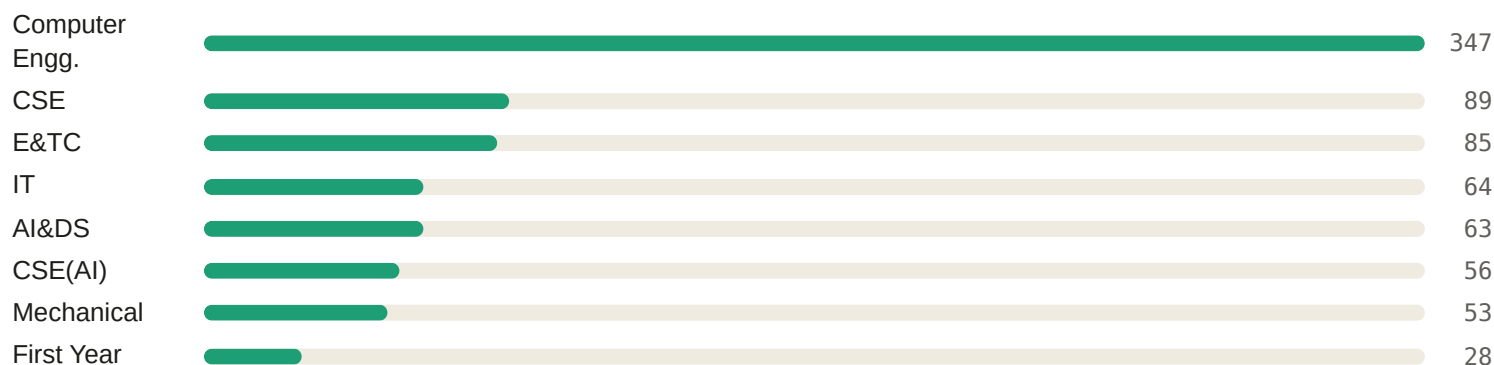 Computer
Engg.
347
CSE
89
E&TC
85
IT
64
AI&DS
63
CSE(AI)
56
Mechanical
53
First Year
28